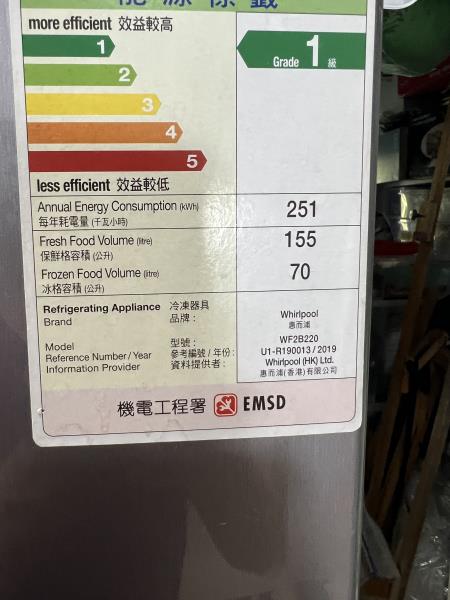 能源標籤
more efficient 效益較高
1
2
3
4
5
less efficient 效益較低
Grade 1 級
Annual Energy Consumption (kWh) 251
每年耗電量 (千瓦小時)
Fresh Food Volume (litre) 155
保鮮格容積 (公升)
Frozen Food Volume (litre) 70
冰格容積 (公升)
Refrigerating Appliance 冷凍器具
Brand 品牌：
Whirlpool
惠而浦
Model 型號：
WF2B220
Reference Number / Year 參考編號 / 年份：
U1-R190013 / 2019
Information Provider 資料提供者：
Whirlpool (HK) Ltd.
惠而浦(香港)有限公司
機電工程署 EMSD